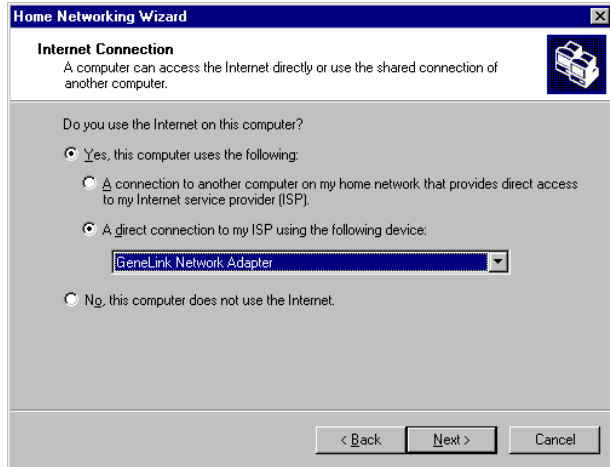 Home Networking Wizard
Internet Connection
A computer can access the Internet directly or use the shared connection of
another computer.
Do you use the Internet on this computer?
Yes, this computer uses the following:
A connection to another computer on my home network that provides direct access
to my Internet service provider (ISP).
A direct connection to my ISP using the following device:
GeneLink Network Adapter
No, this computer does not use the Internet.
< Back Next > Cancel